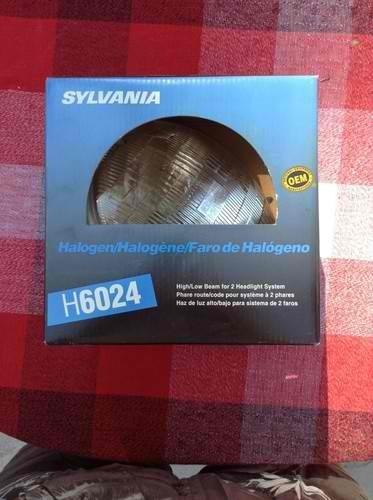 SYLVANIA
OEM
Halogen/Halogène/Faro de Halógeno
H6024
High/Low Beam for 2 Headlight System
Phare route/code pour système à 2 phares
Haz de luz alto/bajo para sistema de 2 faros